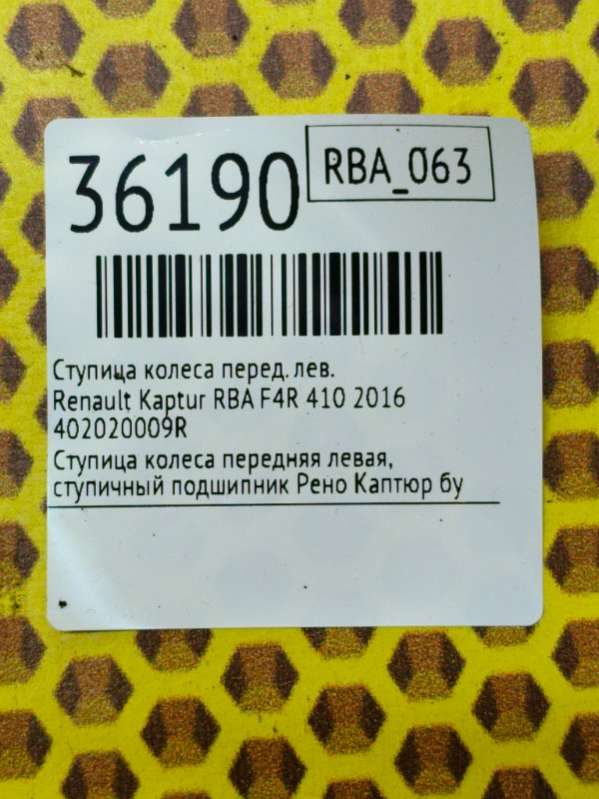 36190
RBA_063
Ступица колеса перед. лев.
Renault Kaptur RBA F4R 410 2016
402020009R
Ступица колеса передняя левая,
ступичный подшипник Рено Каптюр бу